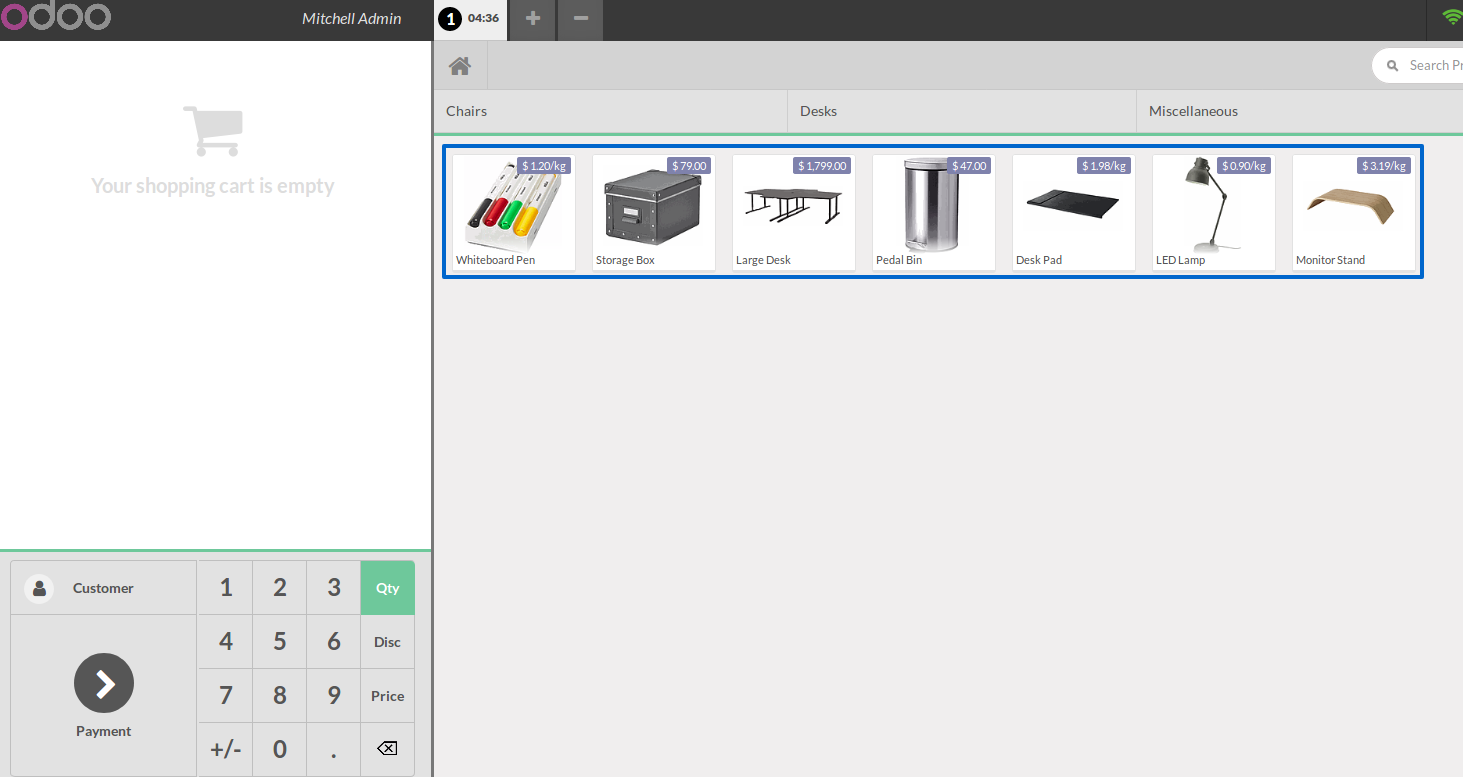 odoo
Mitchell Admin
1 04:36
Search Pr
Chairs
Desks
Miscellaneous
$ 1.20/kg
Whiteboard Pen
$ 79.00
Storage Box
$ 1,799.00
Large Desk
$ 47.00
Pedal Bin
$ 1.98/kg
Desk Pad
$ 0.90/kg
LED Lamp
$ 3.19/kg
Monitor Stand
Your shopping cart is empty
Customer
1 2 3 Qty
4 5 6 Disc
7 8 9 Price
+/- 0 .
Payment